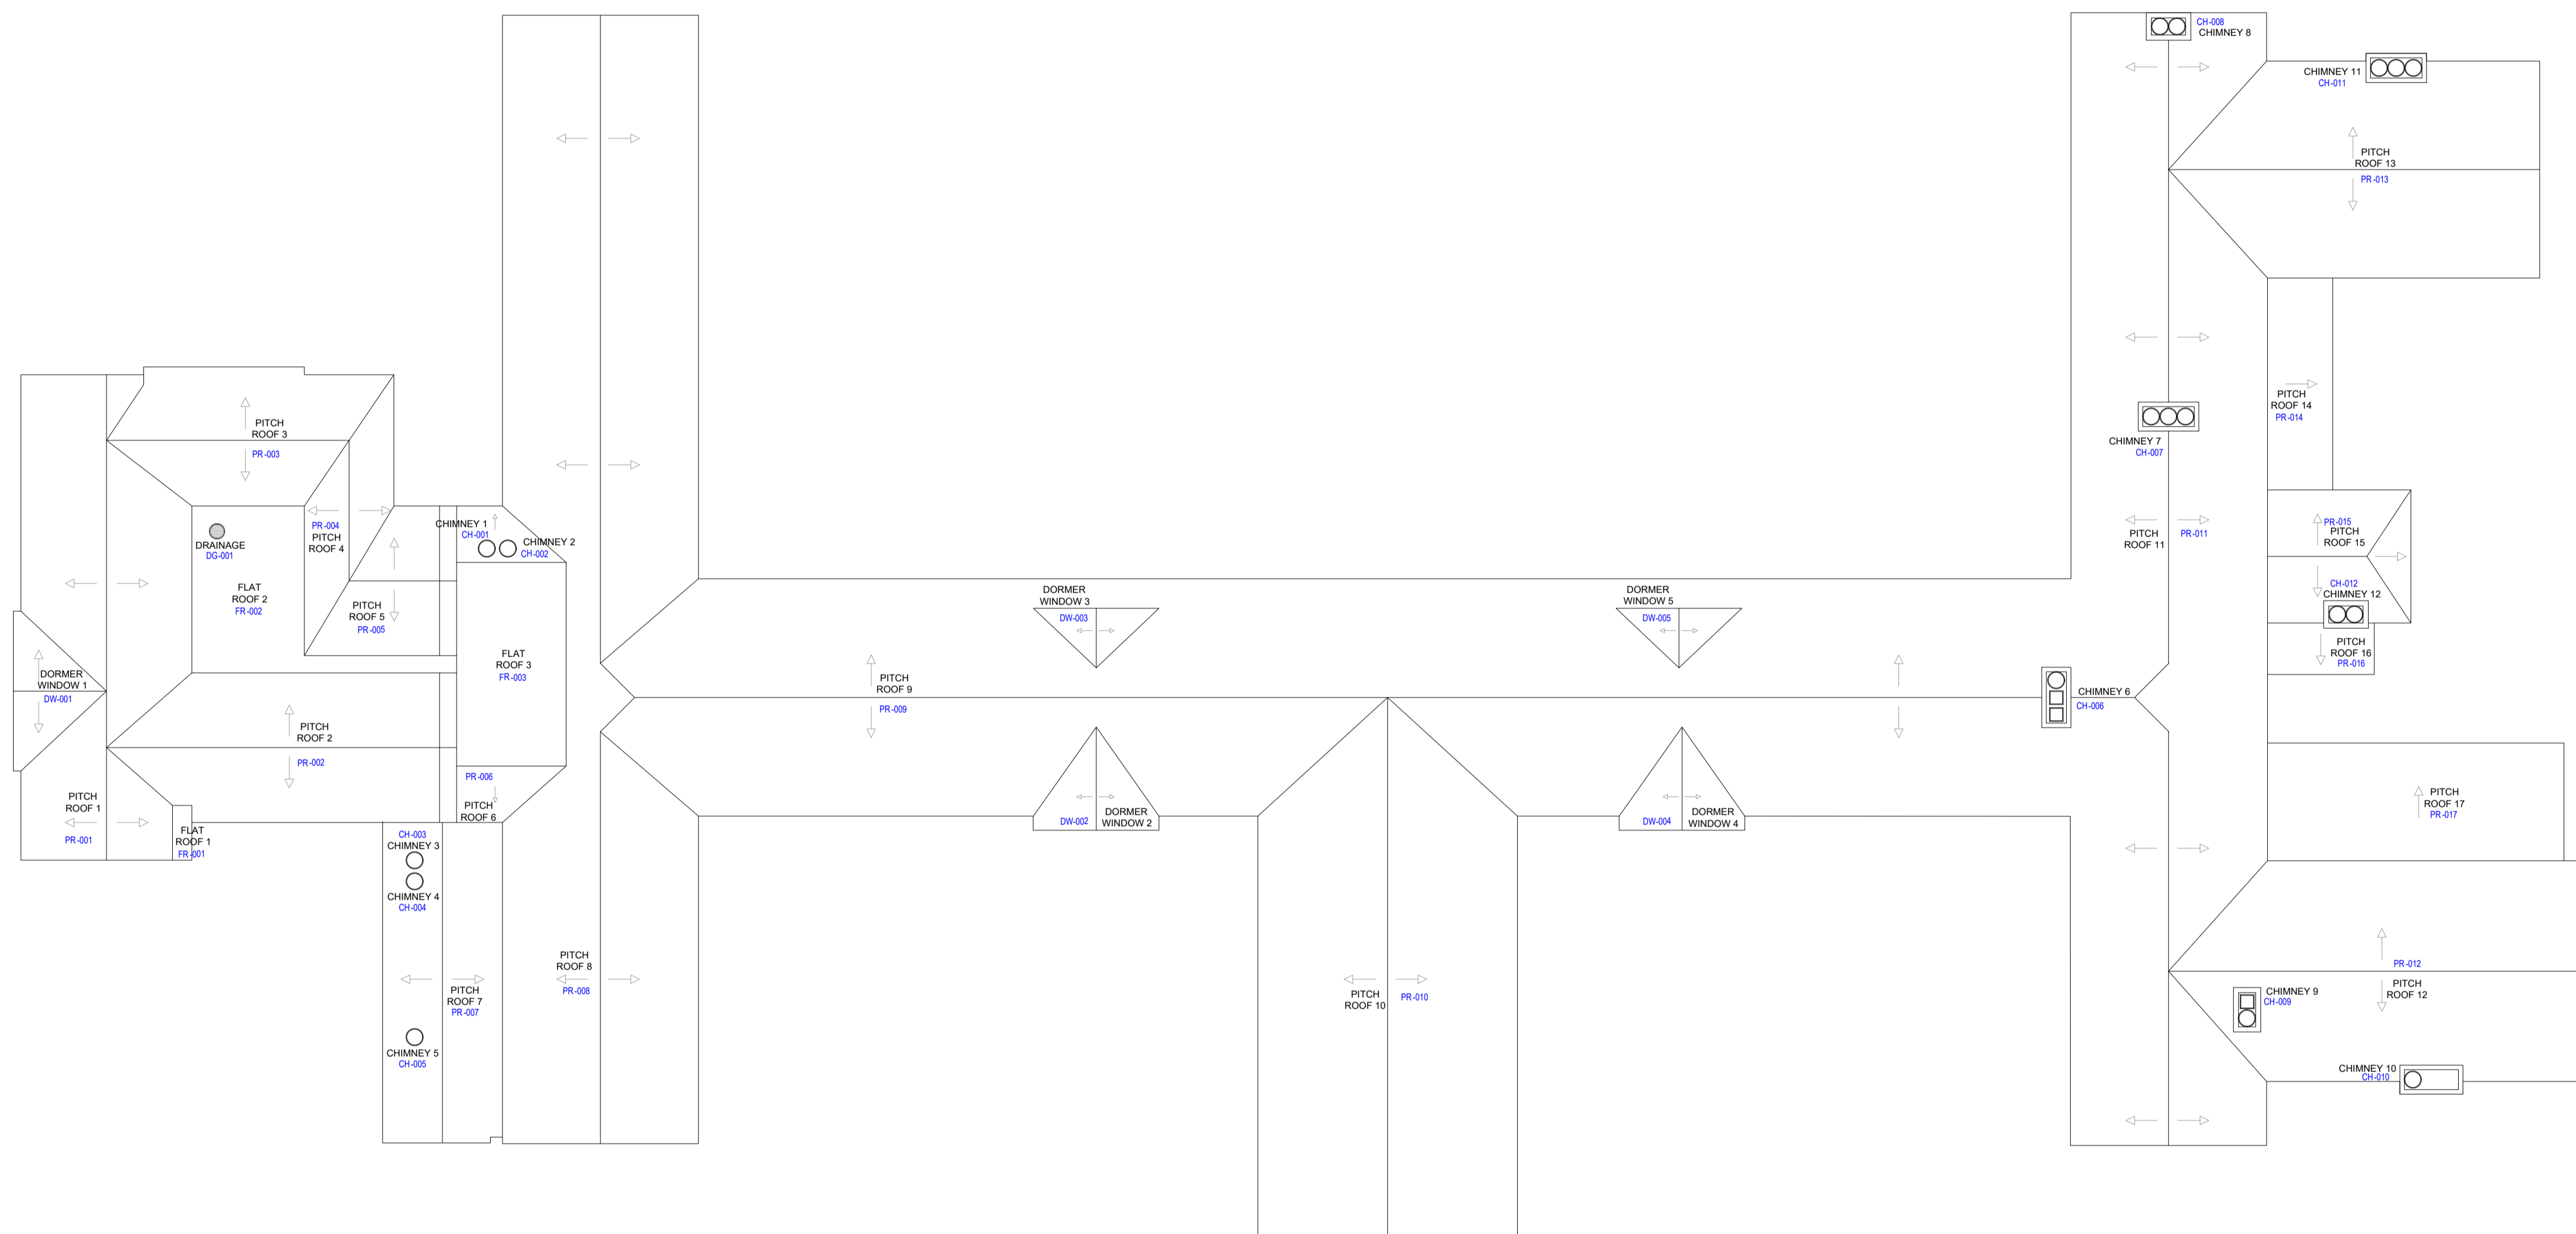 CH-008
CHIMNEY 8
CHIMNEY 11
CH-011
PITCH
ROOF 13
PR-013
PITCH
ROOF 14
PR-014
CHIMNEY 7
CH-007
PITCH
ROOF 3
PR-003
PR-004
PITCH
ROOF 4
DRAINAGE
DG-001
FLAT
ROOF 2
FR-002
CHIMNEY 1
CH-001
CHIMNEY 2
CH-002
PITCH
ROOF 5
PR-005
FLAT
ROOF 3
FR-003
DORMER
WINDOW 1
DW-001
PITCH
ROOF 2
PR-002
PITCH
ROOF 1
PR-001
FLAT
ROOF 1
FR-001
PR-006
PITCH
ROOF 6
CH-003
CHIMNEY 3
CHIMNEY 4
CH-004
PITCH
ROOF 7
PR-007
CHIMNEY 5
CH-005
PITCH
ROOF 8
PR-008
DORMER
WINDOW 3
DW-003
DORMER
WINDOW 5
DW-005
PITCH
ROOF 9
PR-009
DW-002
DORMER
WINDOW 2
DW-004
DORMER
WINDOW 4
PITCH
ROOF 10
PR-010
CHIMNEY 6
CH-006
PITCH
ROOF 11
PR-011
PR-015
PITCH
ROOF 15
CH-012
CHIMNEY 12
PITCH
ROOF 16
PR-016
PITCH
ROOF 17
PR-017
PR-012
PITCH
ROOF 12
CHIMNEY 9
CH-009
CHIMNEY 10
CH-010